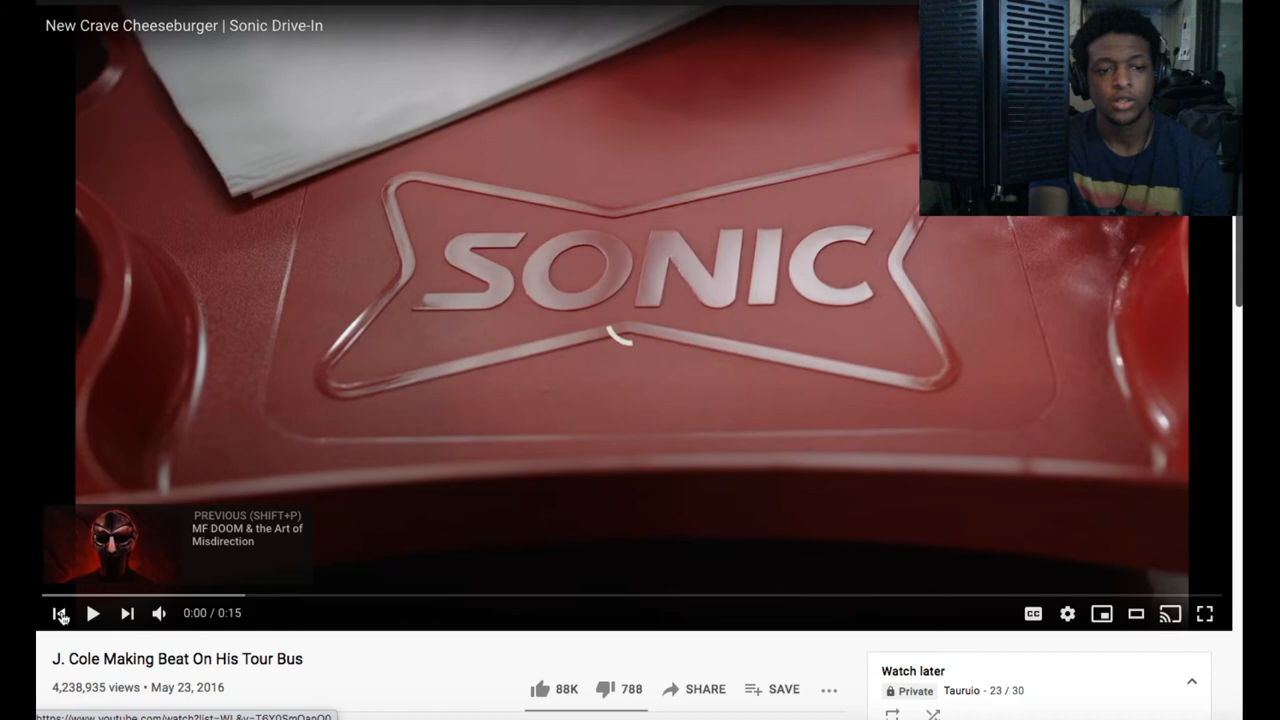 New Crave Cheeseburger | Sonic Drive-In
SONIC
PREVIOUS (SHIFT+P)
MF DOOM & the Art of
Misdirection
0:00 / 0:15
CC
J. Cole Making Beat On His Tour Bus
4,238,935 views • May 23, 2016
88K
788
SHARE
SAVE
Watch later
Private
Tauruio - 23 / 30